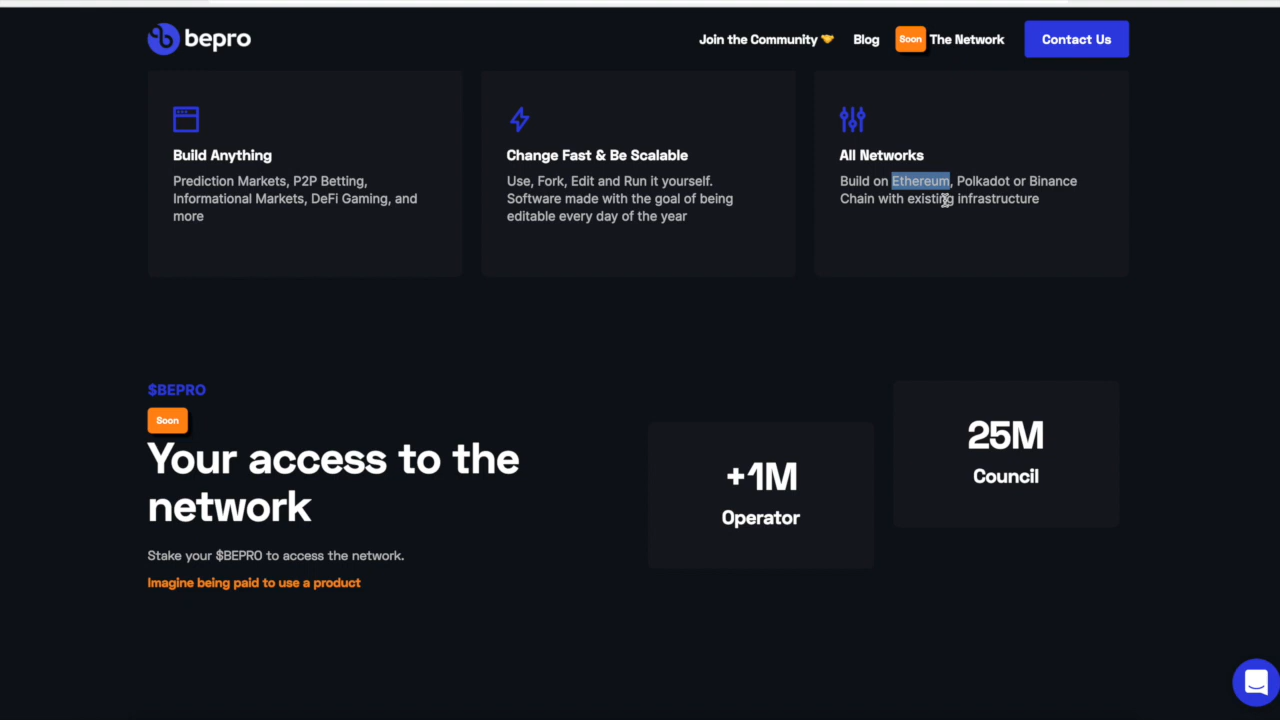 bepro
Join the Community
Blog
Soon
The Network
Contact Us
Build Anything
Prediction Markets, P2P Betting,
Informational Markets, DeFi Gaming, and
more
Change Fast & Be Scalable
Use, Fork, Edit and Run it yourself.
Software made with the goal of being
editable every day of the year
All Networks
Build on Ethereum, Polkadot or Binance
Chain with existing infrastructure
$BEPRO
Soon
Your access to the
network
Stake your $BEPRO to access the network.
Imagine being paid to use a product
+1M
Operator
25M
Council